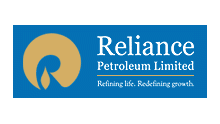 Reliance
Petroleum Limited
Refining life. Redefining growth.